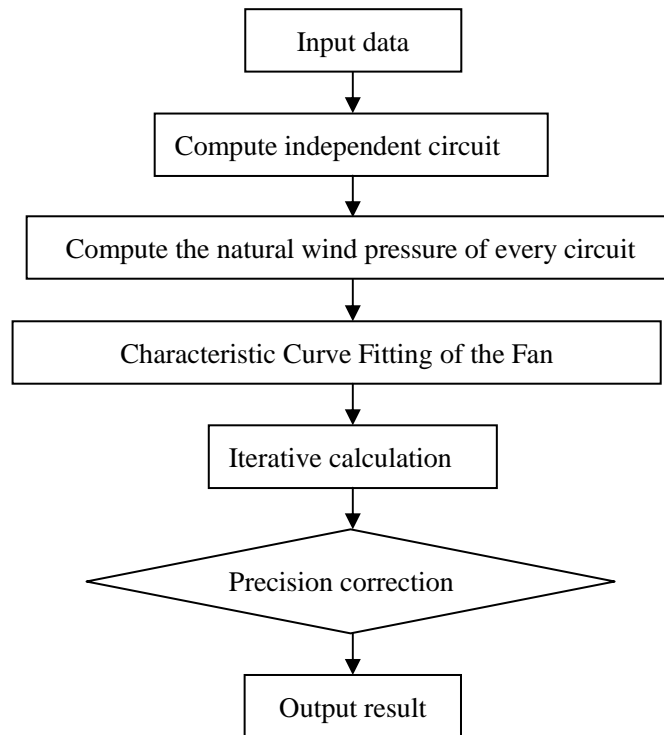 Input data
Compute independent circuit
Compute the natural wind pressure of every circuit
Characteristic Curve Fitting of the Fan
Iterative calculation
Precision correction
Output result